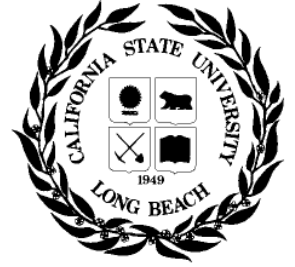 CALIFORNIA STATE UNIVERSITY
1949
LONG BEACH